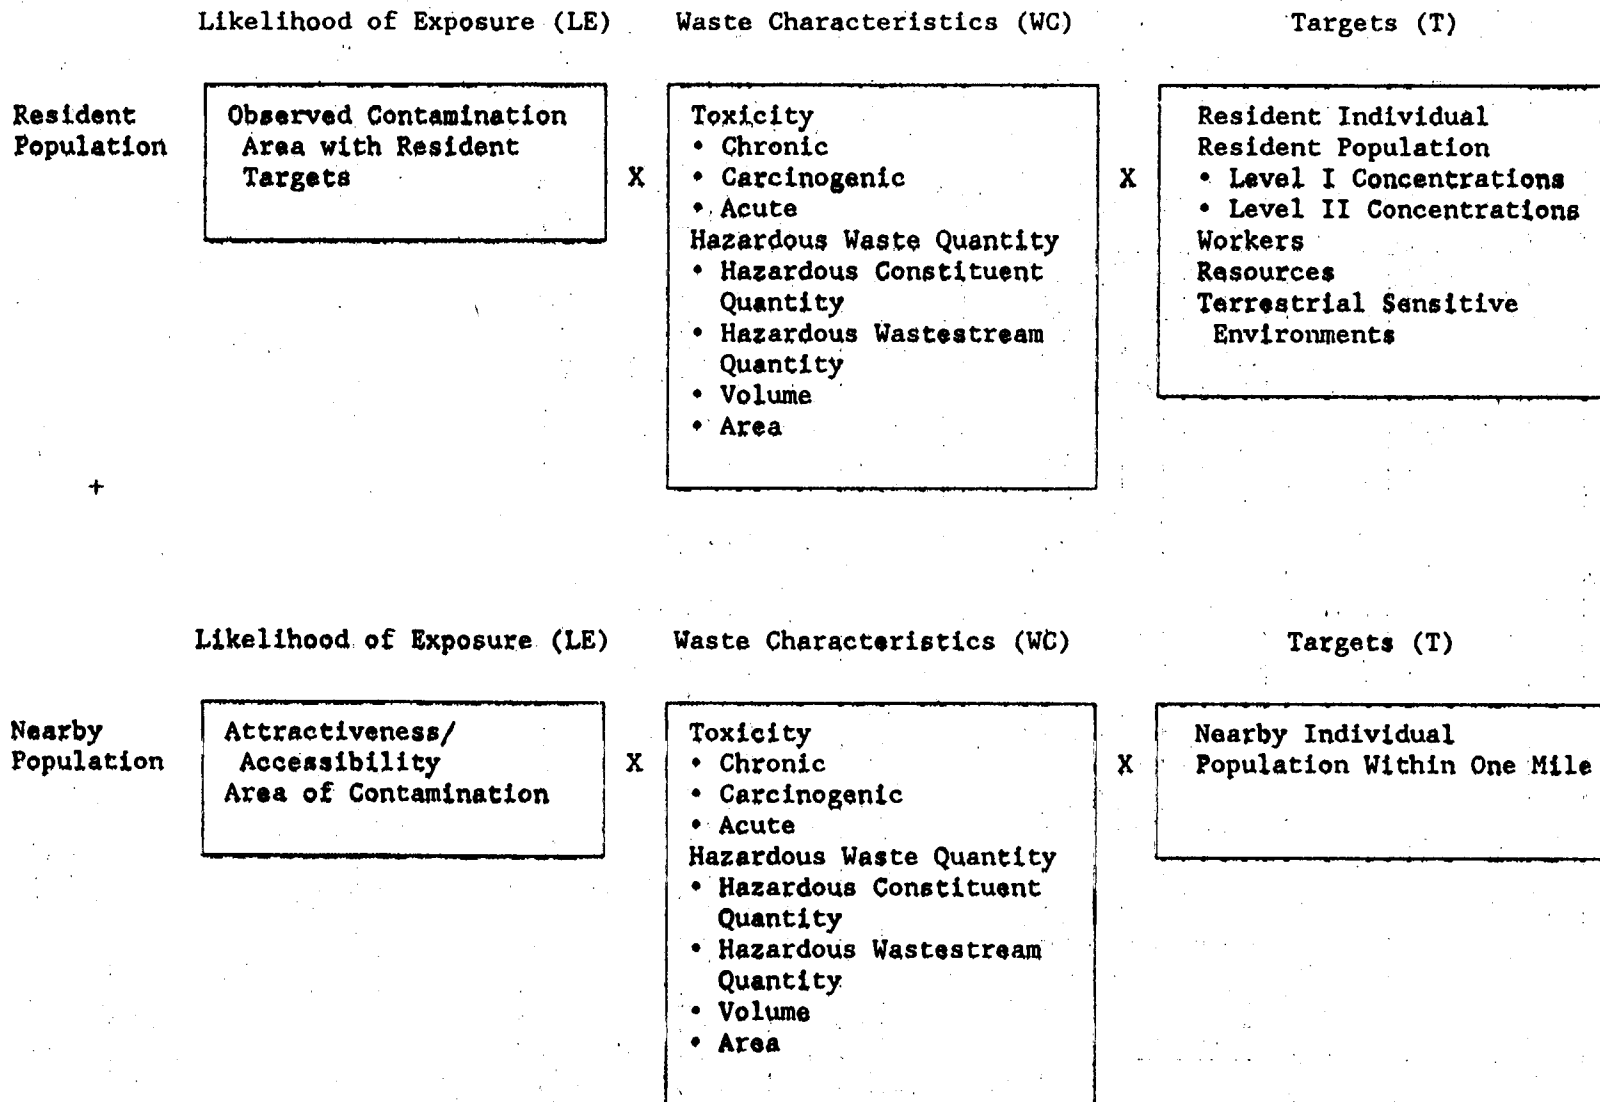 Likelihood of Exposure (LE) Waste Characteristics (WC) Targets (T)
Resident
Population
Observed Contamination
Area with Resident
Targets
X
Toxicity
• Chronic
• Carcinogenic
• Acute
Hazardous Waste Quantity
• Hazardous Constituent
Quantity
• Hazardous Wastestream
Quantity
• Volume
• Area
X
Resident Individual
Resident Population
• Level I Concentrations
• Level II Concentrations
Workers
Resources
Terrestrial Sensitive
Environments
+
Likelihood of Exposure (LE) Waste Characteristics (WC) Targets (T)
Nearby
Population
Attractiveness/
Accessibility
Area of Contamination
X
Toxicity
• Chronic
• Carcinogenic
• Acute
Hazardous Waste Quantity
• Hazardous Constituent
Quantity
• Hazardous Wastestream
Quantity
• Volume
• Area
X
Nearby Individual
Population Within One Mile